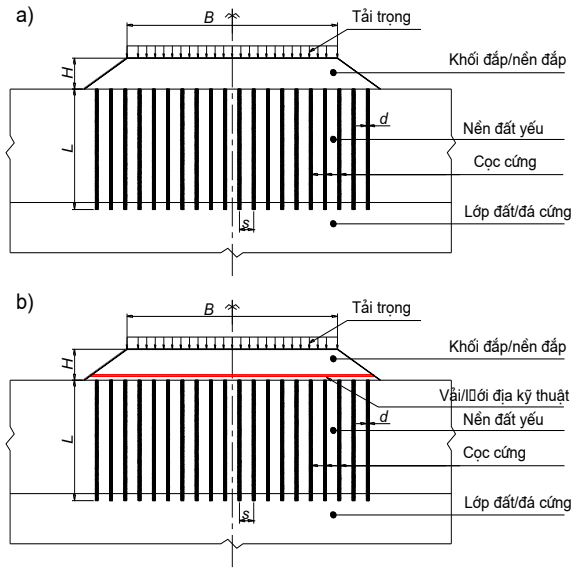 a)
B
Tải trọng
H
Khối đắp/nền đắp
d
L
Nền đất yếu
Cọc cứng
s
Lớp đất/đá cứng
b)
B
Tải trọng
H
Khối đắp/nền đắp
Vải/l□ới địa kỹ thuật
d
Nền đất yếu
L
Cọc cứng
s
Lớp đất/đá cứng